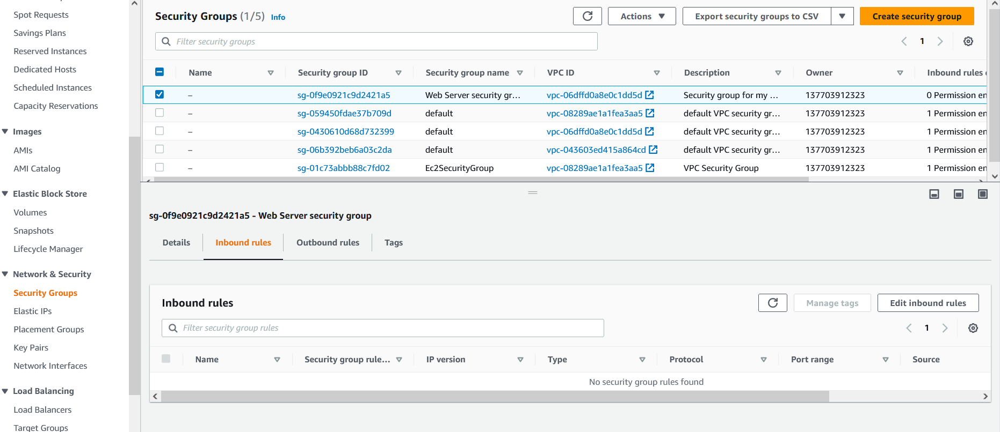 Spot Requests
Savings Plans
Reserved Instances
Dedicated Hosts
Scheduled Instances
Capacity Reservations
Images
AMIs
AMI Catalog
Elastic Block Store
Volumes
Snapshots
Lifecycle Manager
Network & Security
Security Groups
Elastic IPs
Placement Groups
Key Pairs
Network Interfaces
Load Balancing
Load Balancers
Target Groups
Security Groups (1/5) Info
Actions
Export security groups to CSV
Create security group
Filter security groups
1
Name Security group ID Security group name VPC ID Description Owner Inbound rules
– sg-0f9e0921c9d2421a5 Web Server security gr... vpc-06dffd0a8e0c1dd5d Security group for my ... 137703912323 0 Permission en
– sg-059450fdae37b709d default vpc-08289ae1a1fea3aa5 default VPC security gr... 137703912323 1 Permission en
– sg-0430610d68d732399 default vpc-06dffd0a8e0c1dd5d default VPC security gr... 137703912323 1 Permission en
– sg-06b392beb6a03c2da default vpc-043603ed415a864cd default VPC security gr... 137703912323 1 Permission en
– sg-01c73abbb88c7fd02 Ec2SecurityGroup vpc-08289ae1a1fea3aa5 VPC Security Group 137703912323 1 Permission en
sg-0f9e0921c9d2421a5 - Web Server security group
Details Inbound rules Outbound rules Tags
Inbound rules
Manage tags
Edit inbound rules
Filter security group rules
1
Name Security group rule... IP version Type Protocol Port range Source
No security group rules found